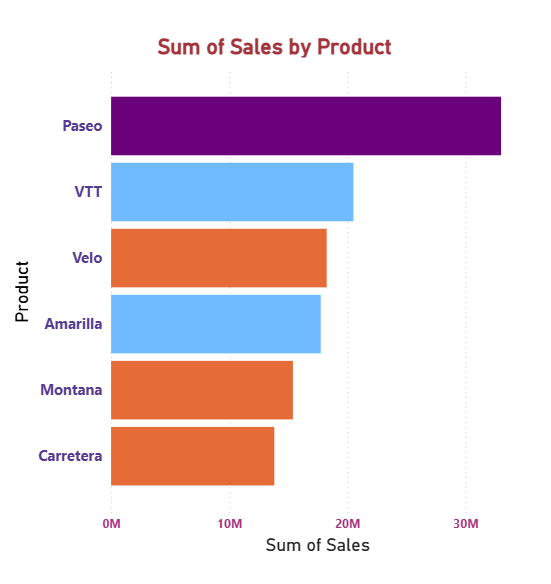 Sum of Sales by Product
Product
Paseo
VTT
Velo
Amarilla
Montana
Carretera
0M 10M 20M 30M
Sum of Sales